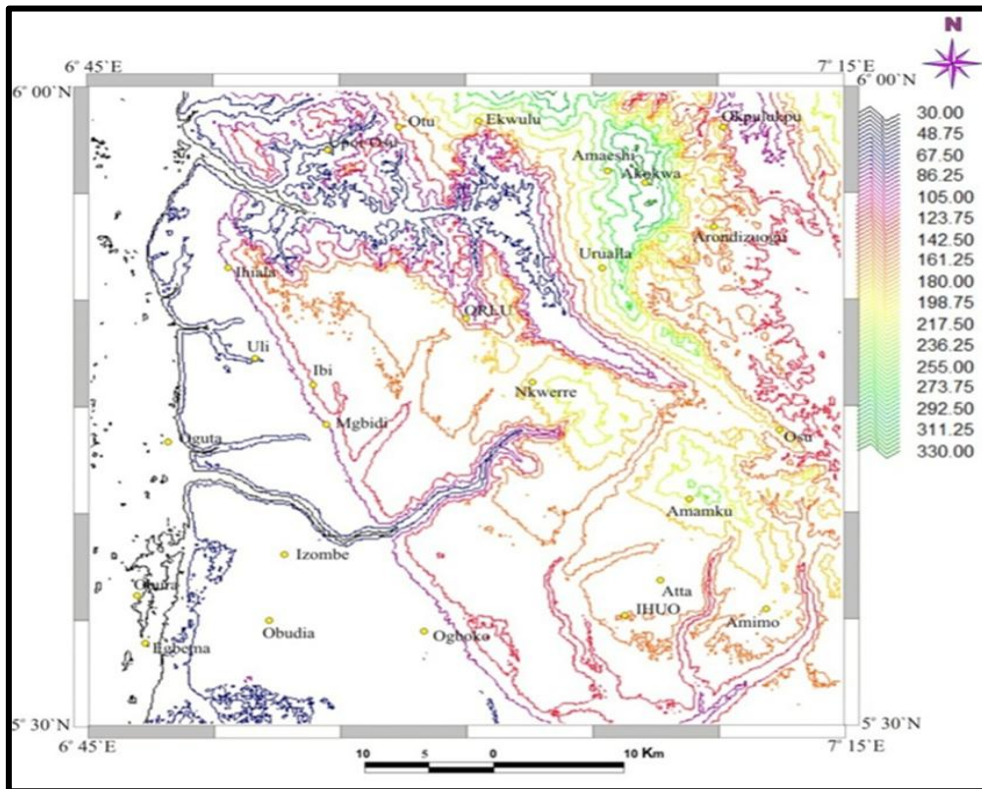 N
6° 45`E
7° 15`E
6° 00`N
6° 00`N
30.00
48.75
67.50
86.25
105.00
123.75
142.50
161.25
180.00
198.75
217.50
236.25
255.00
273.75
292.50
311.25
330.00
Otu
Ekwulu
Okpulukpu
Amaeshi
Akokwa
Arondizuogu
Urualla
Ihiala
ORLU
Uli
Ibi
Nkwerre
Mgbidi
Oguta
Osu
Amamku
Izombe
Atta
IHUO
Amimo
Obudia
Ogboko
Egbema
5° 30`N
5° 30`N
6° 45`E
7° 15`E
10 5 0 10 Km